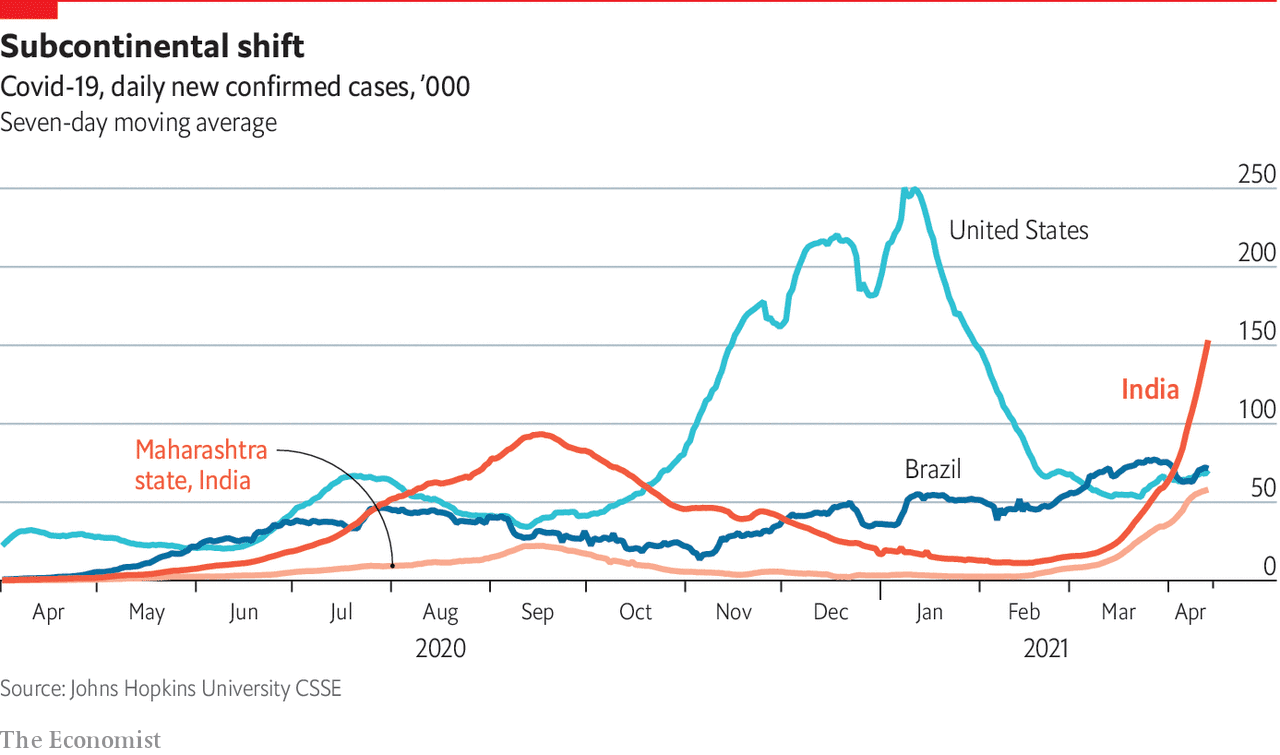 Subcontinental shift
Covid-19, daily new confirmed cases, ’000
Seven-day moving average
250
United States
200
150
India
100
Maharashtra
state, India
Brazil
50
0
Apr May Jun Jul Aug Sep Oct Nov Dec Jan Feb Mar Apr
2020 2021
Source: Johns Hopkins University CSSE
The Economist